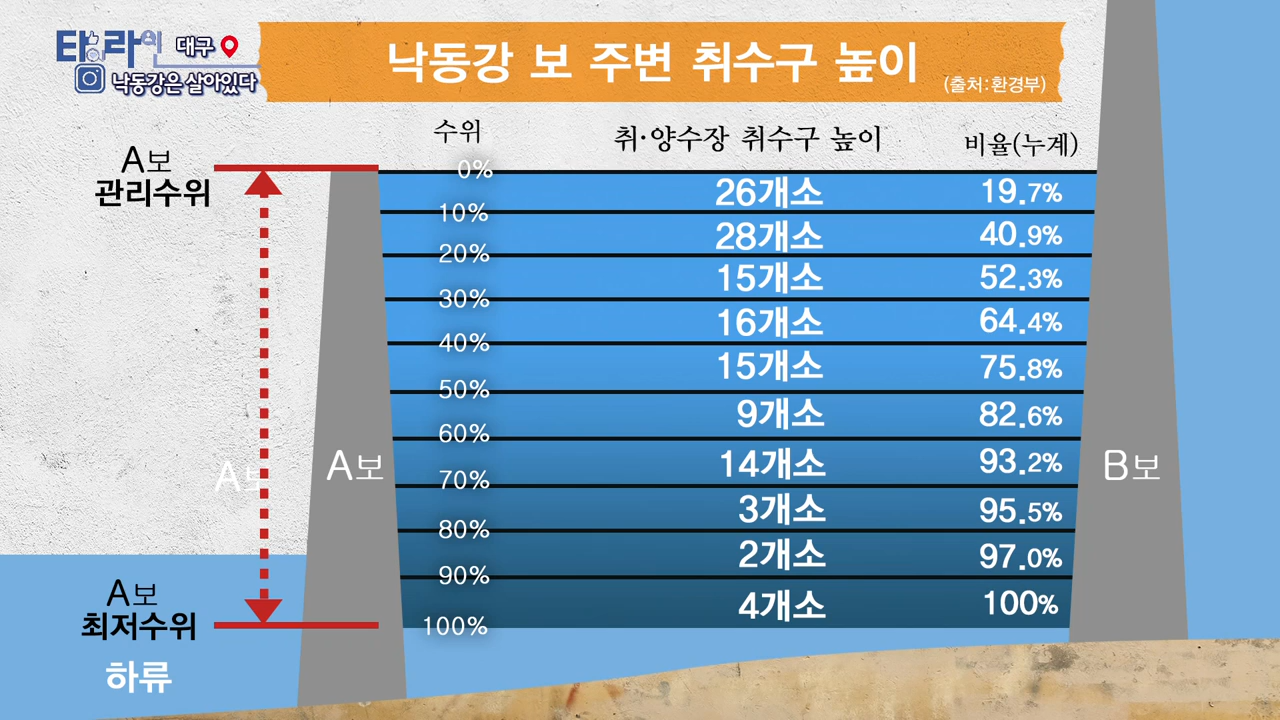 타라인 대구
낙동강은 살아있다
낙동강 보 주변 취수구 높이
(출처:환경부)
수위 취·양수장 취수구 높이 비율(누계)
A보
관리수위
0%
26개소 19.7%
10%
28개소 40.9%
20%
15개소 52.3%
30%
16개소 64.4%
40%
15개소 75.8%
50%
9개소 82.6%
60%
14개소 93.2%
A보 A보 B보
70%
3개소 95.5%
80%
2개소 97.0%
90%
4개소 100%
100%
A보
최저수위
하류